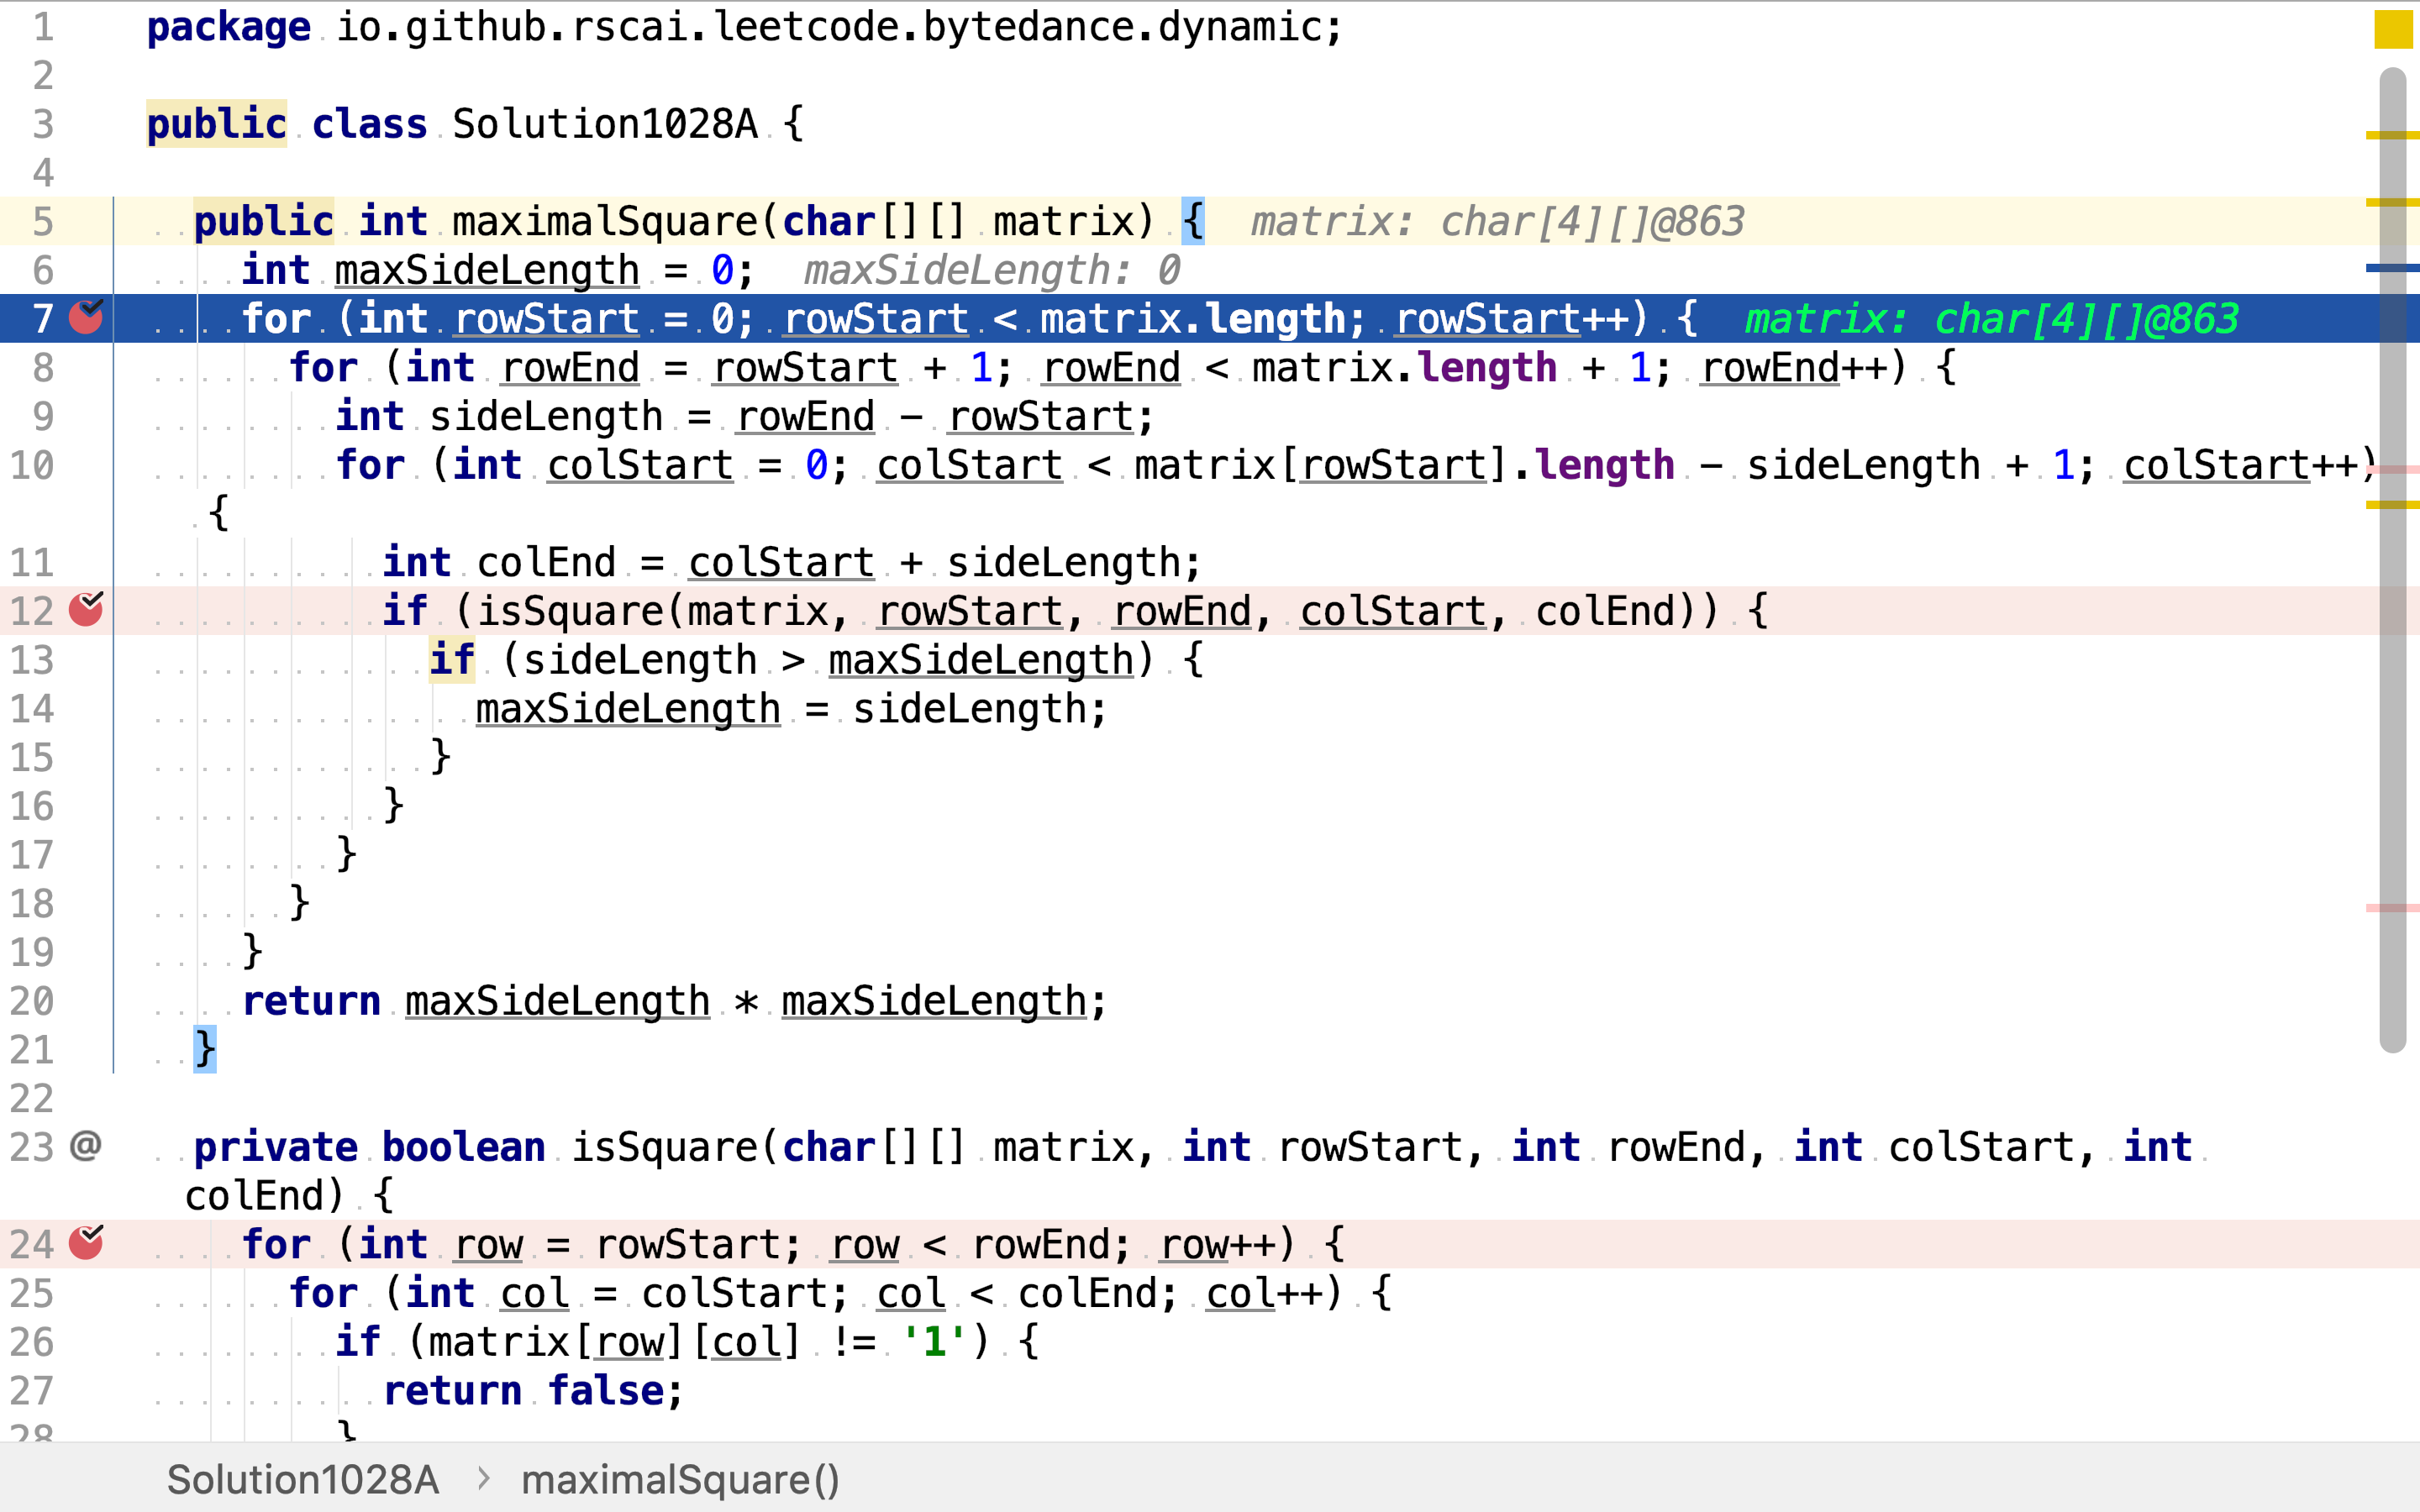 1 package io.github.rscai.leetcode.bytedance.dynamic;
2
3 public class Solution1028A {
4
5 public int maximalSquare(char[][] matrix) { matrix: char[4][]@863
6 int maxSideLength = 0; maxSideLength: 0
7 for (int rowStart = 0; rowStart < matrix.length; rowStart++) { matrix: char[4][]@863
8 for (int rowEnd = rowStart + 1; rowEnd < matrix.length + 1; rowEnd++) {
9 int sideLength = rowEnd - rowStart;
10 for (int colStart = 0; colStart < matrix[rowStart].length - sideLength + 1; colStart++)
{
11 int colEnd = colStart + sideLength;
12 if (isSquare(matrix, rowStart, rowEnd, colStart, colEnd)) {
13 if (sideLength > maxSideLength) {
14 maxSideLength = sideLength;
15 }
16 }
17 }
18 }
19 }
20 return maxSideLength * maxSideLength;
21 }
22
23 @ private boolean isSquare(char[][] matrix, int rowStart, int rowEnd, int colStart, int
colEnd) {
24 for (int row = rowStart; row < rowEnd; row++) {
25 for (int col = colStart; col < colEnd; col++) {
26 if (matrix[row][col] != '1') {
27 return false;
28 }
Solution1028A > maximalSquare()